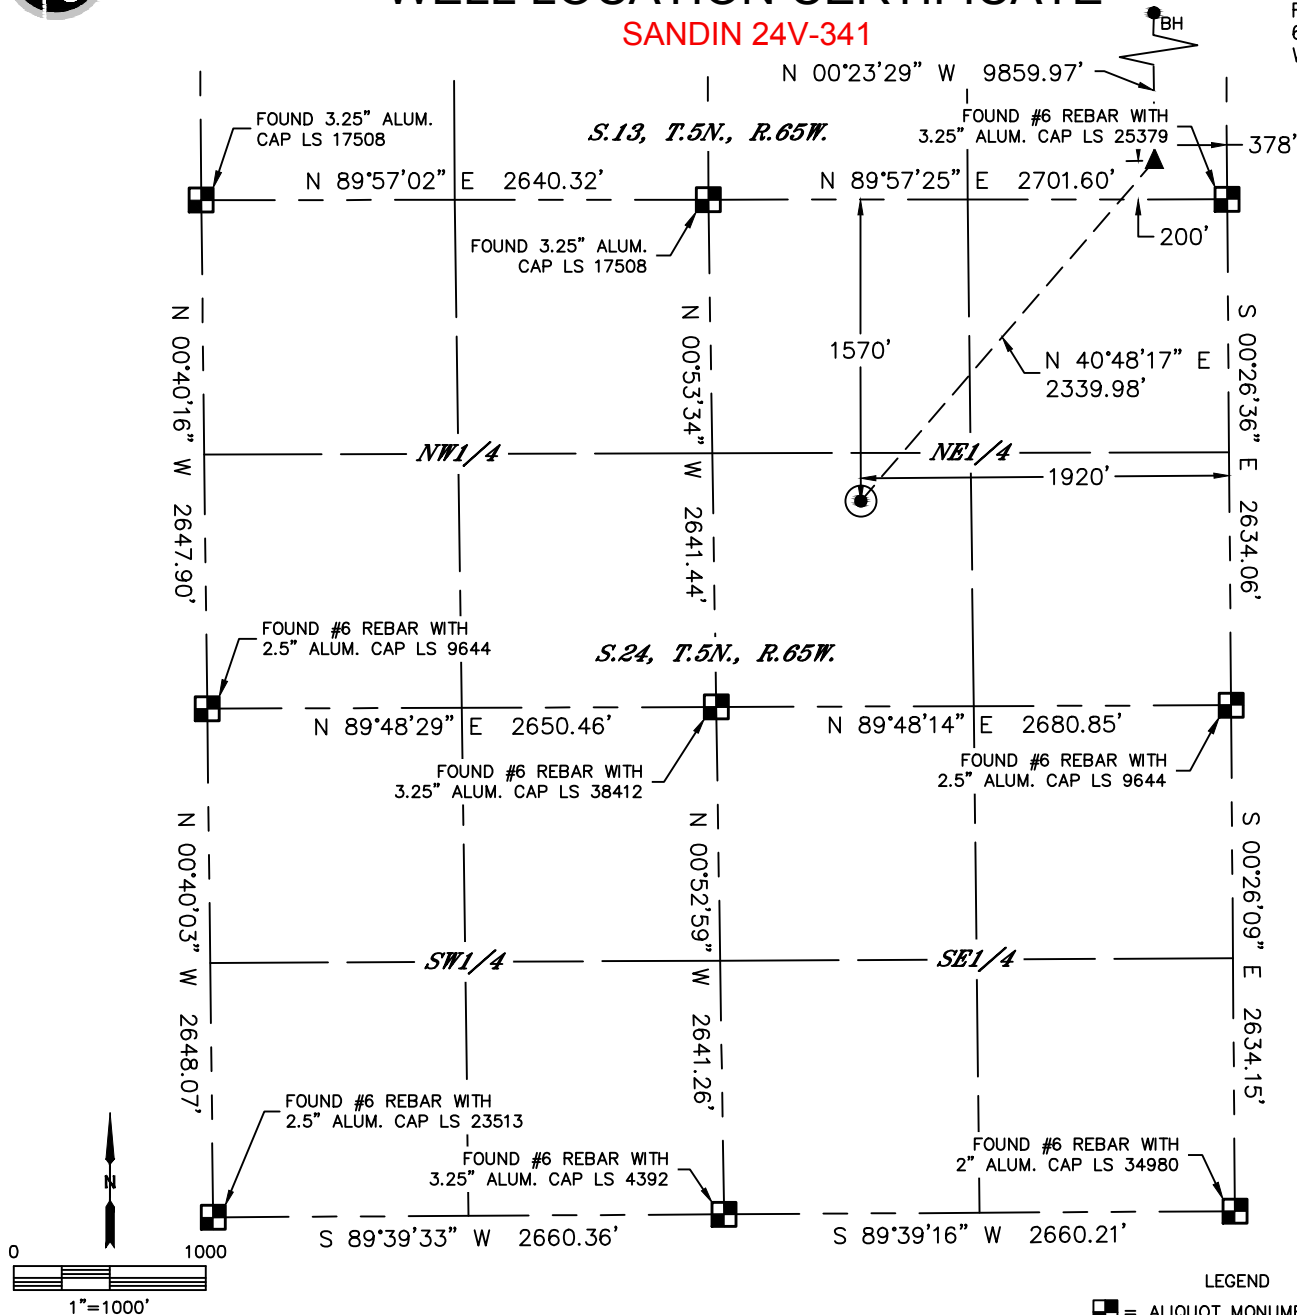 SANDIN 24V-341
BH
N 00°23'29" W 9859.97'
FOUND 3.25" ALUM.
CAP LS 17508
S.13, T.5N., R.65W.
FOUND #6 REBAR WITH
3.25" ALUM. CAP LS 25379
378'
N 89°57'02" E 2640.32'
N 89°57'25" E 2701.60'
FOUND 3.25" ALUM.
CAP LS 17508
200'
N 00°40'16" W 2647.90'
N 00°53'34" W 2641.44'
S 00°26'36" E 2634.06'
1570'
N 40°48'17" E
2339.98'
NW1/4
NE1/4
1920'
FOUND #6 REBAR WITH
2.5" ALUM. CAP LS 9644
S.24, T.5N., R.65W.
N 89°48'29" E 2650.46'
N 89°48'14" E 2680.85'
FOUND #6 REBAR WITH
3.25" ALUM. CAP LS 38412
FOUND #6 REBAR WITH
2.5" ALUM. CAP LS 9644
N 00°40'03" W 2648.07'
N 00°52'59" W 2641.26'
S 00°26'09" E 2634.15'
SW1/4
SE1/4
FOUND #6 REBAR WITH
2.5" ALUM. CAP LS 23513
FOUND #6 REBAR WITH
3.25" ALUM. CAP LS 4392
FOUND #6 REBAR WITH
2" ALUM. CAP LS 34980
N
S 89°39'33" W 2660.36'
S 89°39'16" W 2660.21'
0 1000
1"=1000'
LEGEND
= ALIQUOT